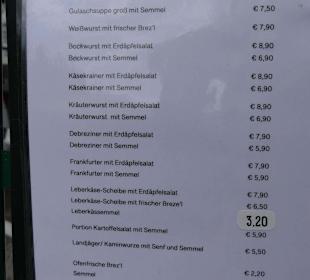 Gulaschsuppe groß mit Semmel € 7,50
Weißwurst mit frischer Brez'l € 7,90
Bockwurst mit Erdäpfelsalat € 8,90
Bockwurst mit Semmel € 6,90
Käsekrainer mit Erdäpfelsalat € 8,90
Käsekrainer mit Semmel € 6,90
Kräuterwurst mit Erdäpfelsalat € 8,90
Kräuterwurst mit Semmel € 6,90
Debreziner mit Erdäpfelsalat € 7,90
Debreziner mit Semmel € 5,90
Frankfurter mit Erdäpfelsalat € 7,90
Frankfurter mit Semmel € 5,90
Leberkäse-Scheibe mit Erdäpfelsalat € 7,90
Leberkäse-Scheibe mit frischer Breze'l € 6,50
Leberkässemmel 3,20
Portion Kartoffelsalat mit Semmel € 5,90
Landjäger/ Kaminwurze mit Senf und Semmel € 5,50
Ofenfrische Brez'l
Semmel € 2,20